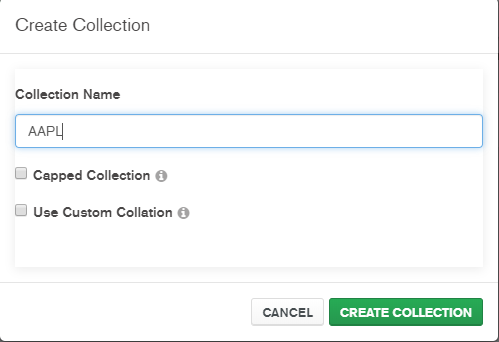 Create Collection
Collection Name
AAPL
Capped Collection
Use Custom Collation
CANCEL CREATE COLLECTION